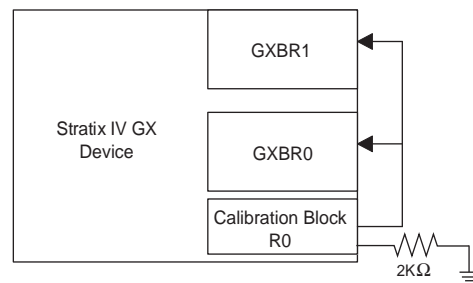 GXBR1
Stratix IV GX
Device
GXBR0
Calibration Block
R0
2KΩ